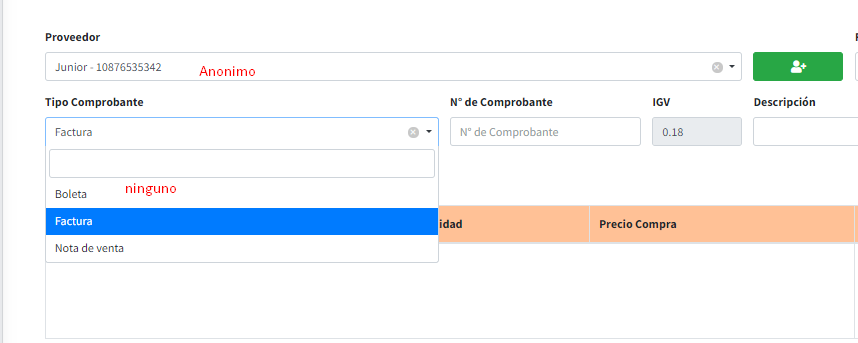 Proveedor
Junior - 10876535342
Anonimo
Tipo Comprobante
N° de Comprobante
IGV
Descripción
Factura
N° de Comprobante
0.18
Boleta
ninguno
Factura
Nota de venta
idad
Precio Compra